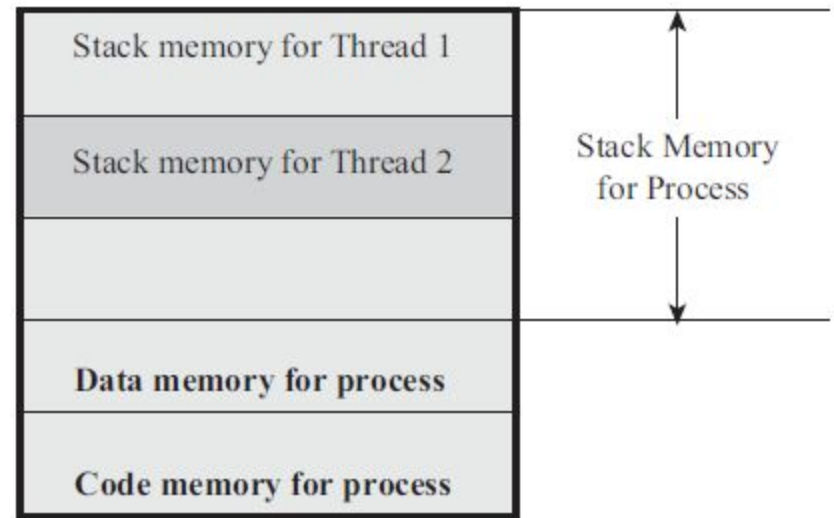 Stack memory for Thread 1
Stack memory for Thread 2
Stack Memory
for Process
Data memory for process
Code memory for process